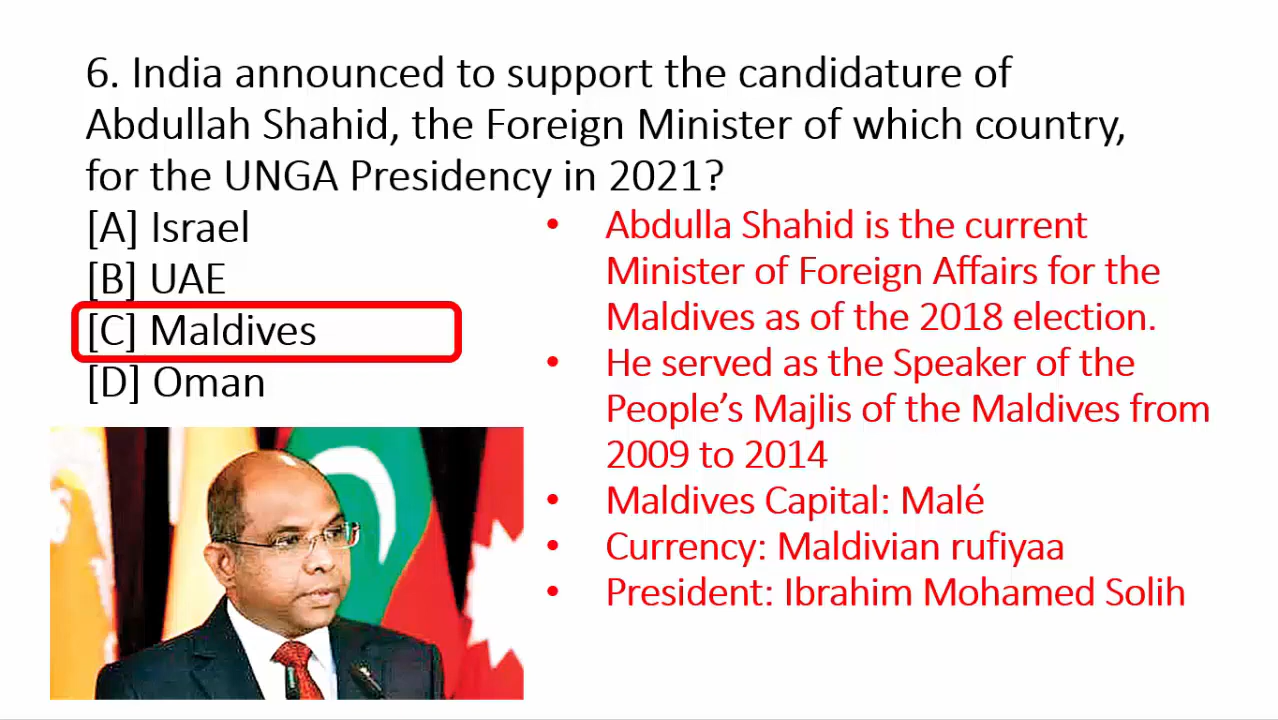 6. India announced to support the candidature of
Abdullah Shahid, the Foreign Minister of which country,
for the UNGA Presidency in 2021?
[A] Israel
[B] UAE
[C] Maldives
[D] Oman
• Abdulla Shahid is the current
Minister of Foreign Affairs for the
Maldives as of the 2018 election.
• He served as the Speaker of the
People’s Majlis of the Maldives from
2009 to 2014
• Maldives Capital: Malé
• Currency: Maldivian rufiyaa
• President: Ibrahim Mohamed Solih